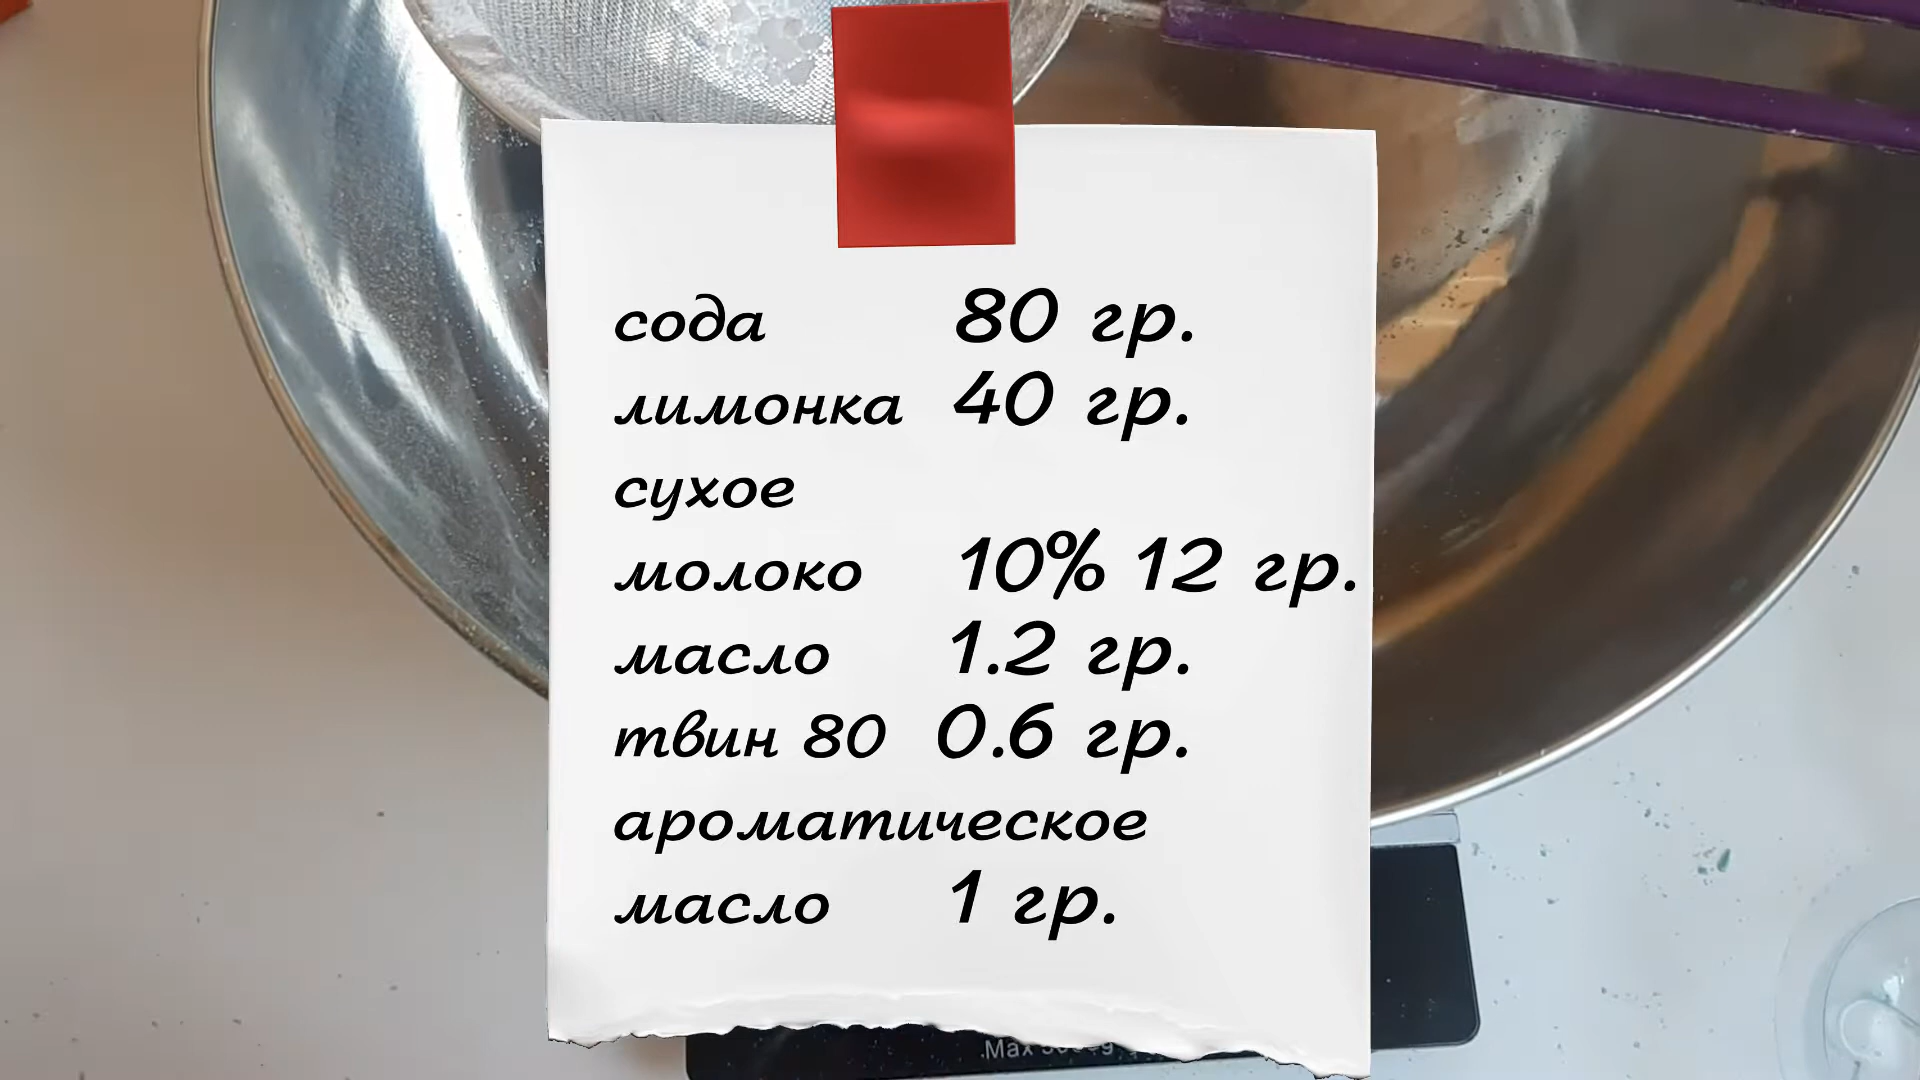 сода 80 гр.
лимонка 40 гр.
сухое
молоко 10% 12 гр.
масло 1.2 гр.
твин 80 0.6 гр.
ароматическое
масло 1 гр.
Max